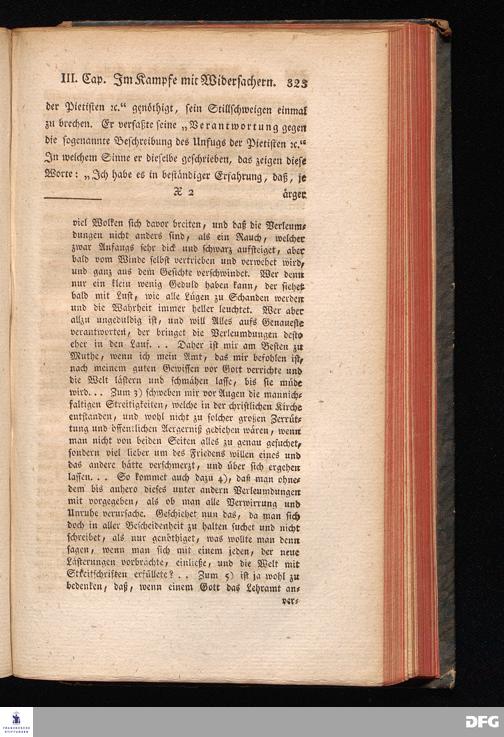 III. Cap. Im Kampfe mit Widersachern. 323
der Pietisten ꝛc.“ genöthigt, sein Stillschweigen einmal
zu brechen. Er verfaßte seine „Verantwortung gegen
die sogenannte Beschreibung des Unfugs der Pietisten ꝛc.“
In welchem Sinne er dieselbe geschrieben, das zeigen diese
Worte: „Ich habe es in beständiger Erfahrung, daß, je
X 2 ärger
viel Wolken sich davor breiten, und daß die Verleum-
dungen nicht anders sind, als ein Rauch, welcher
zwar Anfangs sehr dick und schwarz aufsteiget, aber
bald vom Winde selbst vertrieben und verwehet wird,
und ganz aus dem Gesichte verschwindet. Wer denn
nur ein klein wenig Geduld haben kann, der siehet
bald mit Lust, wie alle Lügen zu Schanden werden
und die Wahrheit immer heller leuchtet. Wer aber
allzu ungeduldig ist, und will Alles aufs Genaueste
verantworten, der bringet die Verleumdungen desto
eher in den Lauf. . . Daher ist mir am Besten zu
Muthe, wenn ich mein Amt, das mir befohlen ist,
nach meinem guten Gewissen vor Gott verrichte und
die Welt lästern und schmähen lasse, bis sie müde
wird. . . Zum 3) schweben mir vor Augen die mannich-
faltigen Streitigkeiten, welche in der christlichen Kirche
entstanden, und wohl nicht zu solcher großen Zerrüt-
tung und öffentlichen Aergerniß gediehen wären, wenn
man nicht von beiden Seiten alles zu genau gesuchet,
sondern viel lieber um des Friedens willen eines und
das andere hätte verschmerzt, und über sich ergehen
lassen. . . So kommet auch dazu 4), daß man ohne-
dem bis anhero dieses unter andern Verleumdungen
mit vorgegeben, als ob man alle Verwirrung und
Unruhe verursache. Geschiehet nun das, da man sich
doch in aller Bescheidenheit zu halten suchet und nicht
schreibet, als nur genöthiget, was wollte man denn
sagen, wenn man sich mit einem jeden, der neue
Lästerungen vorbrächte, einließe, und die Welt mit
Streitschriften erfüllete? . . Zum 5) ist ja wohl zu
bedenken, daß, wenn einem Gott das Lehramt an-
ver-
FRANCKESCHE
STIFTUNGEN
DFG